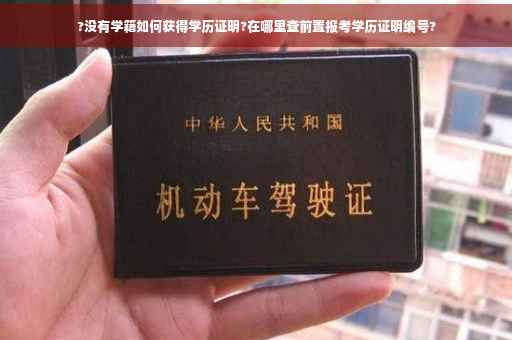 ?没有学藉如何获得学历证明?在哪里查前置报考学历证明编号?
中华人民共和国
机动车驾驶证